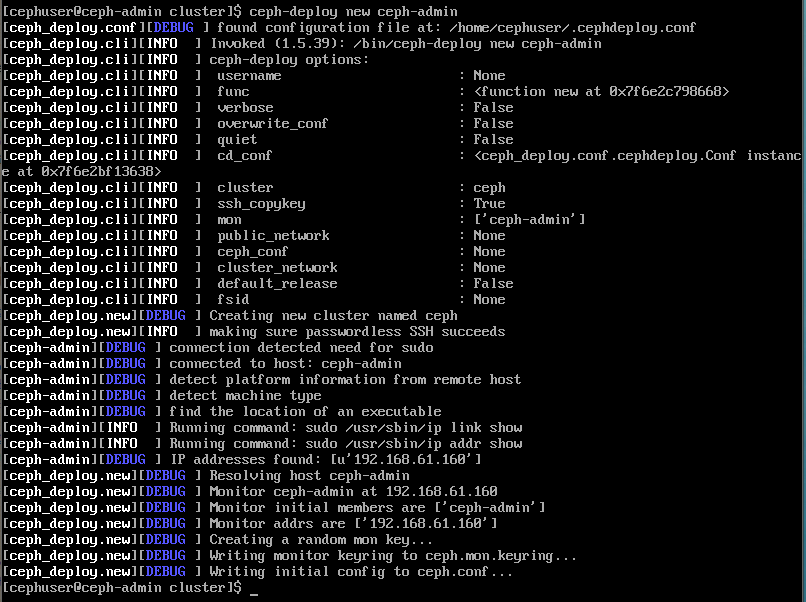 [cephuser@ceph-admin cluster]$ ceph-deploy new ceph-admin
[ceph_deploy.conf][DEBUG ] found configuration file at: /home/cephuser/.cephdeploy.conf
[ceph_deploy.cli][INFO  ] Invoked (1.5.39): /bin/ceph-deploy new ceph-admin
[ceph_deploy.cli][INFO  ] ceph-deploy options:
[ceph_deploy.cli][INFO  ]  username                      : None
[ceph_deploy.cli][INFO  ]  func                          : <function new at 0x7f6e2c798668>
[ceph_deploy.cli][INFO  ]  verbose                       : False
[ceph_deploy.cli][INFO  ]  overwrite_conf                : False
[ceph_deploy.cli][INFO  ]  quiet                         : False
[ceph_deploy.cli][INFO  ]  cd_conf                       : <ceph_deploy.conf.cephdeploy.Conf instanc
e at 0x7f6e2bf13638>
[ceph_deploy.cli][INFO  ]  cluster                       : ceph
[ceph_deploy.cli][INFO  ]  ssh_copykey                   : True
[ceph_deploy.cli][INFO  ]  mon                           : ['ceph-admin']
[ceph_deploy.cli][INFO  ]  public_network                : None
[ceph_deploy.cli][INFO  ]  ceph_conf                     : None
[ceph_deploy.cli][INFO  ]  cluster_network               : None
[ceph_deploy.cli][INFO  ]  default_release               : False
[ceph_deploy.cli][INFO  ]  fsid                          : None
[ceph_deploy.new][DEBUG ] Creating new cluster named ceph
[ceph_deploy.new][INFO  ] making sure passwordless SSH succeeds
[ceph-admin][DEBUG ] connection detected need for sudo
[ceph-admin][DEBUG ] connected to host: ceph-admin
[ceph-admin][DEBUG ] detect platform information from remote host
[ceph-admin][DEBUG ] detect machine type
[ceph-admin][DEBUG ] find the location of an executable
[ceph-admin][INFO  ] Running command: sudo /usr/sbin/ip link show
[ceph-admin][INFO  ] Running command: sudo /usr/sbin/ip addr show
[ceph-admin][DEBUG ] IP addresses found: [u'192.168.61.160']
[ceph_deploy.new][DEBUG ] Resolving host ceph-admin
[ceph_deploy.new][DEBUG ] Monitor ceph-admin at 192.168.61.160
[ceph_deploy.new][DEBUG ] Monitor initial members are ['ceph-admin']
[ceph_deploy.new][DEBUG ] Monitor addrs are ['192.168.61.160']
[ceph_deploy.new][DEBUG ] Creating a random mon key...
[ceph_deploy.new][DEBUG ] Writing monitor keyring to ceph.mon.keyring...
[ceph_deploy.new][DEBUG ] Writing initial config to ceph.conf...
[cephuser@ceph-admin cluster]$ _